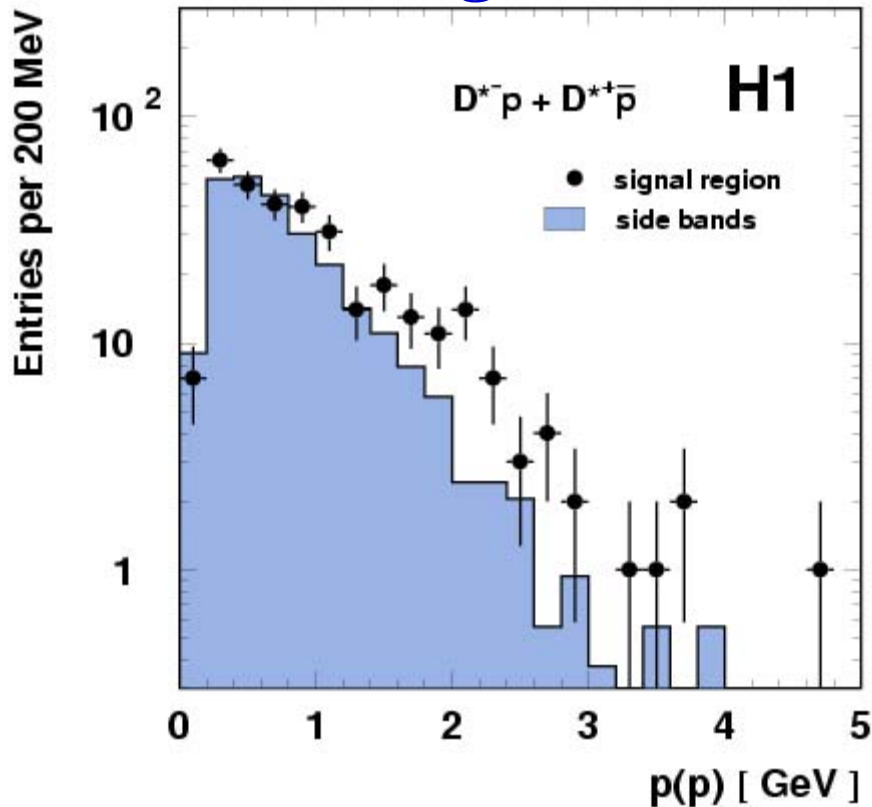 Entries per 200 MeV
10²
10
1
D*⁻p + D*⁺p̄
H1
signal region
side bands
0 1 2 3 4 5
p(p) [ GeV ]